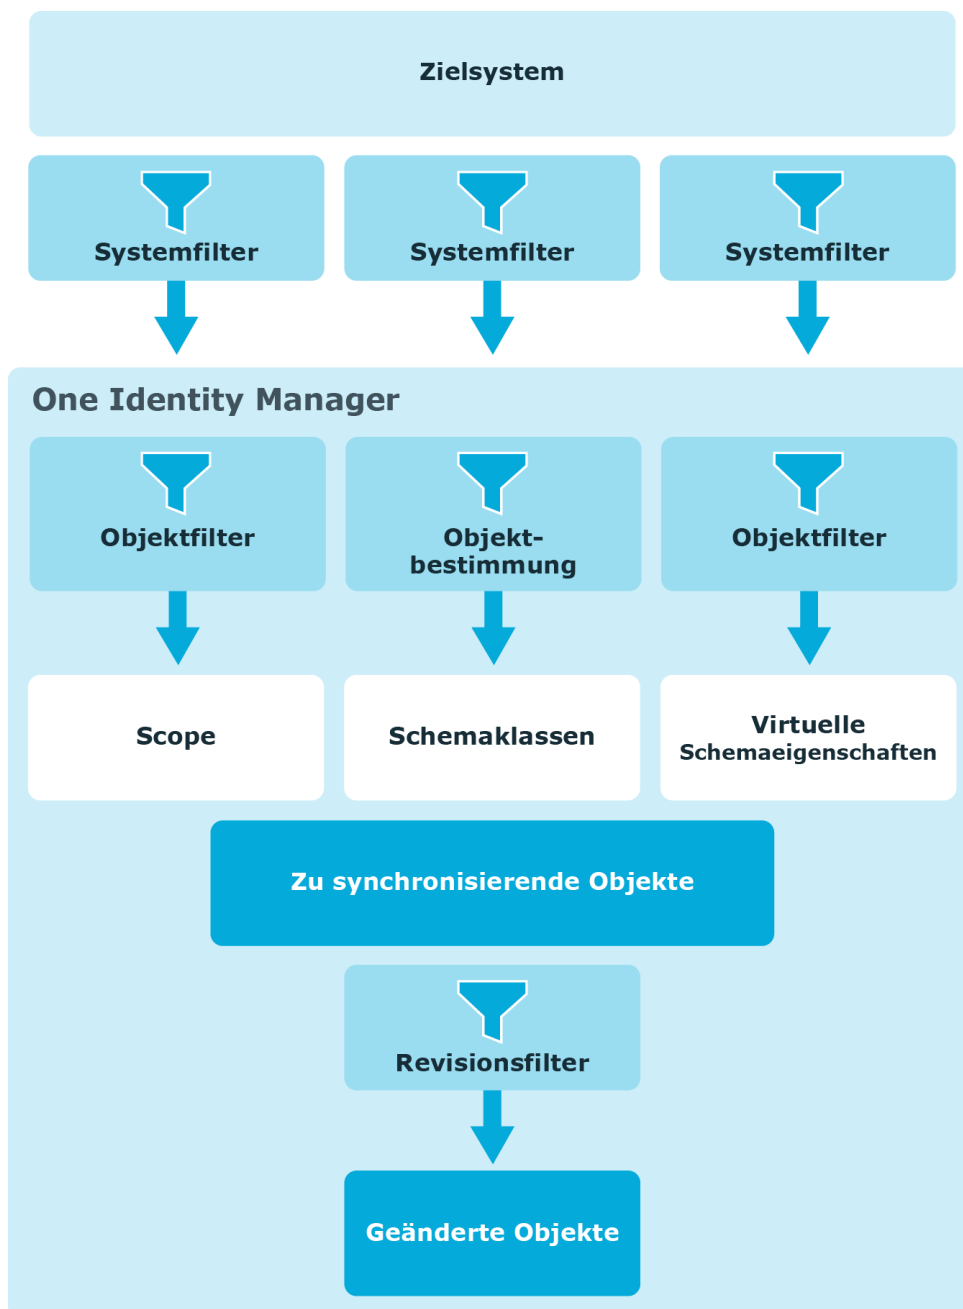 Zielsystem
Systemfilter
Systemfilter
Systemfilter
One Identity Manager
Objektfilter
Objekt-
bestimmung
Objektfilter
Scope
Schemaklassen
Virtuelle
Schemaeigenschaften
Zu synchronisierende Objekte
Revisionsfilter
Geänderte Objekte